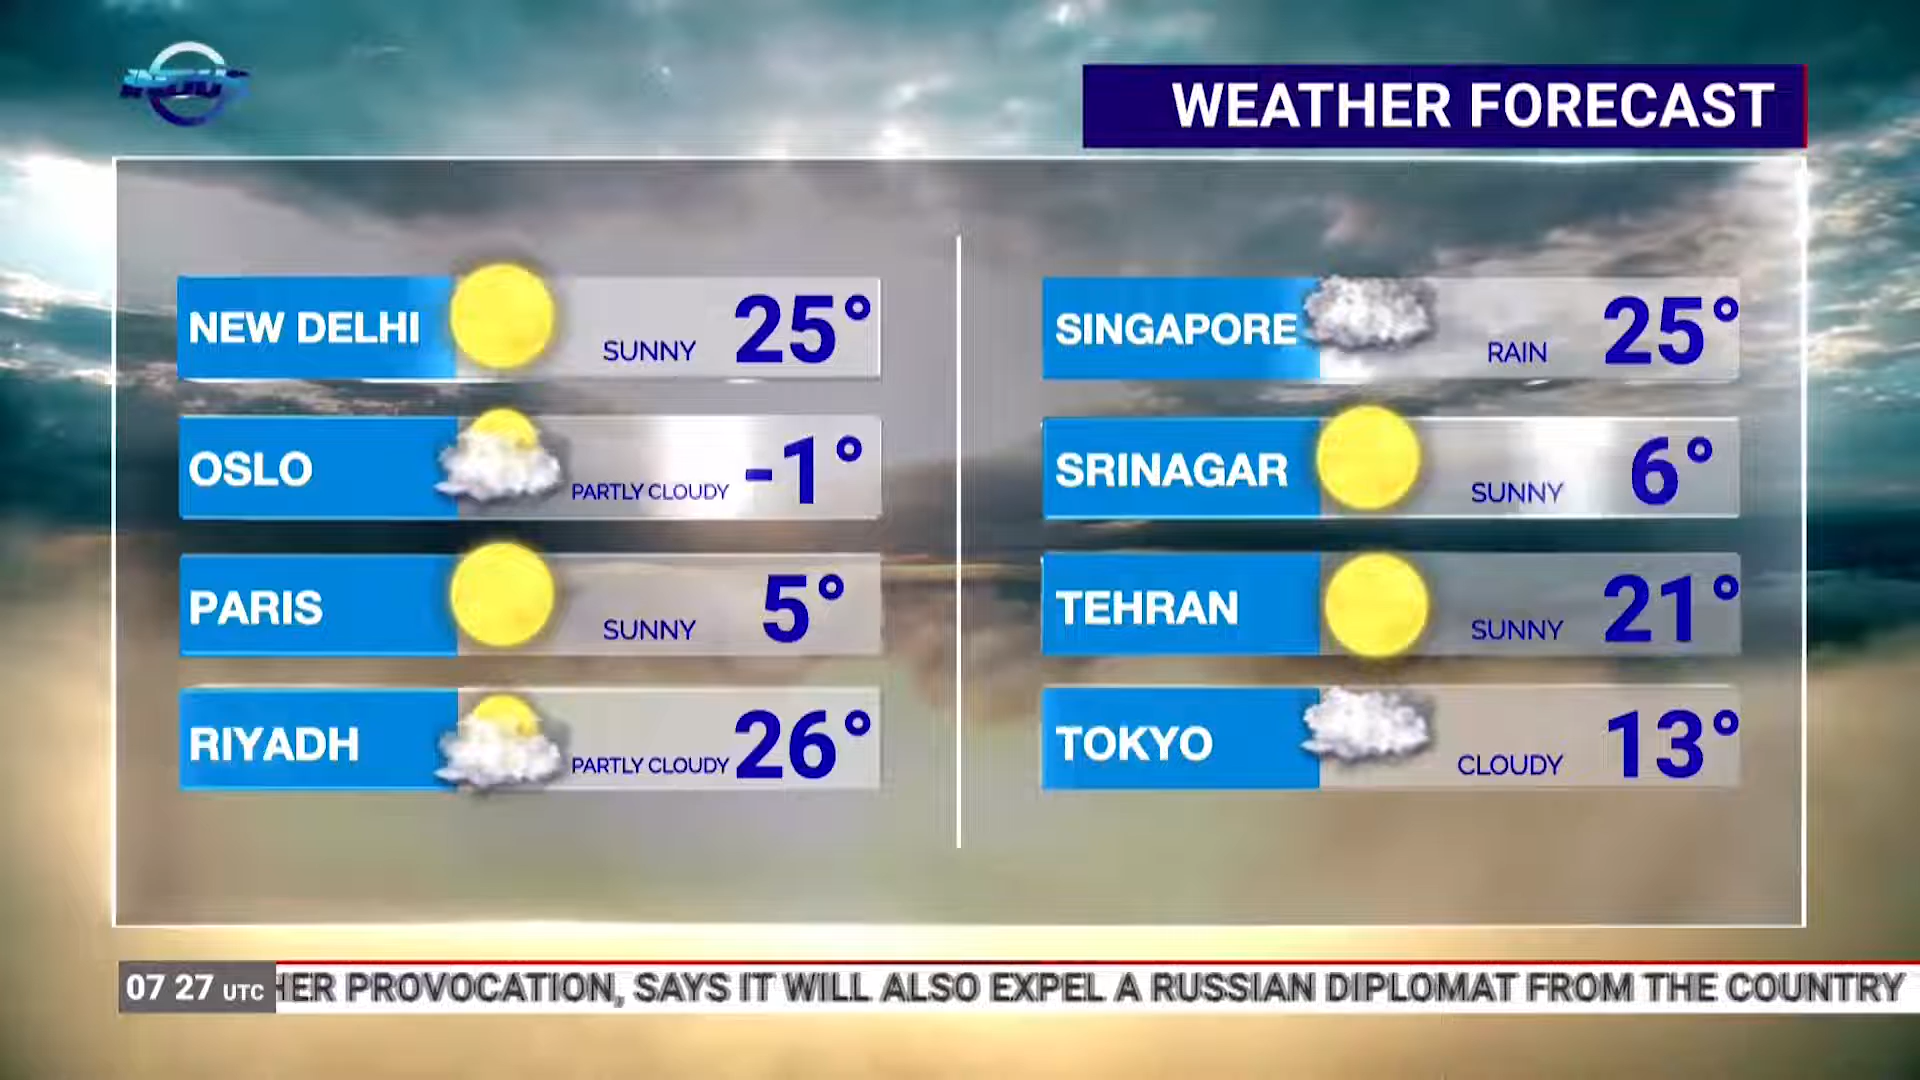 INDUS
WEATHER FORECAST
NEW DELHI SUNNY 25°
OSLO PARTLY CLOUDY -1°
PARIS SUNNY 5°
RIYADH PARTLY CLOUDY 26°
SINGAPORE RAIN 25°
SRINAGAR SUNNY 6°
TEHRAN SUNNY 21°
TOKYO CLOUDY 13°
07 27 UTC
HER PROVOCATION, SAYS IT WILL ALSO EXPEL A RUSSIAN DIPLOMAT FROM THE COUNTRY